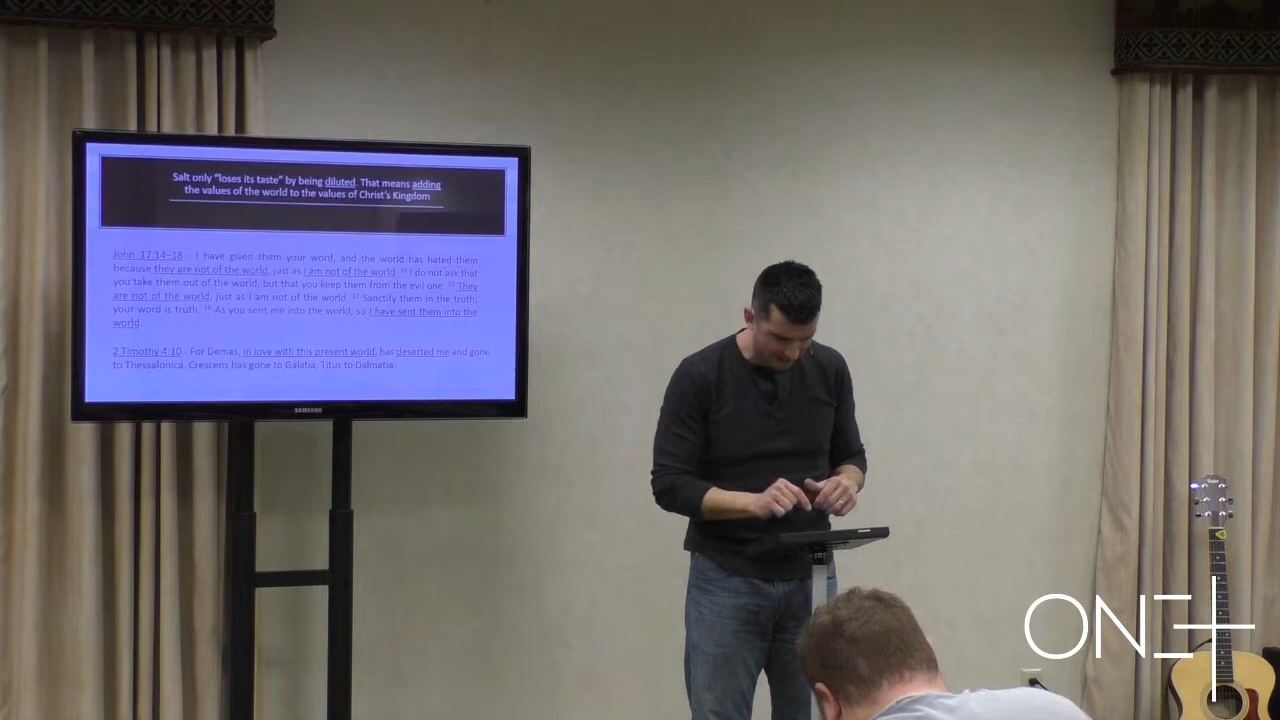 Salt only "loses its taste" by being diluted. That means adding
the values of the world to the values of Christ's Kingdom
John 17:14–18 - I have given them your word, and the world has hated them
because they are not of the world, just as I am not of the world. 15 I do not ask that
you take them out of the world, but that you keep them from the evil one. 16 They
are not of the world, just as I am not of the world. 17 Sanctify them in the truth;
your word is truth. 18 As you sent me into the world, so I have sent them into the
world
2 Timothy 4:10 - For Demas, in love with this present world, has deserted me and gone
to Thessalonica. Crescens has gone to Galatia, Titus to Dalmatia.
SAMSUNG
Taylor
ONE